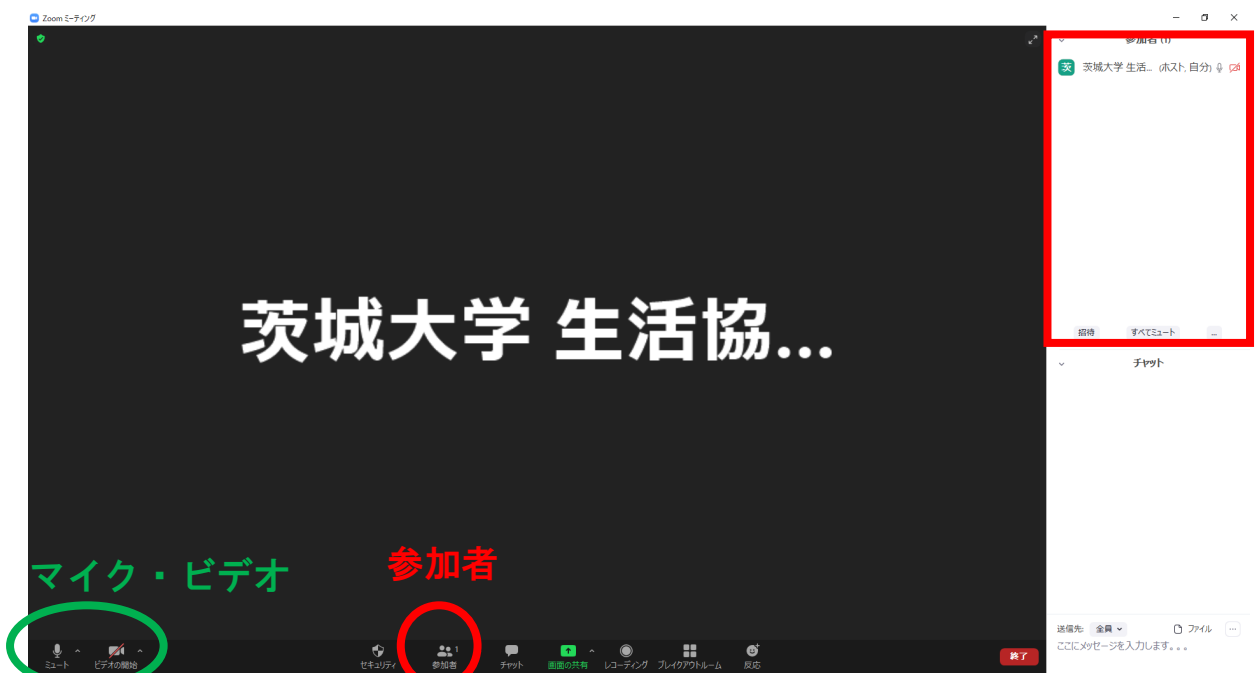 Zoom ミーティング
参加者 (1)
茨 茨城大学 生活... (ホスト, 自分)
茨城大学 生活協...
招待 すべてミュート ...
チャット
マイク・ビデオ
参加者
送信先: 全員 ファイル ...
ここにメッセージを入力します。。。
ミュート ビデオの開始 セキュリティ 1 参加者 チャット 画面の共有 レコーディング ブレイクアウトルーム 反応 終了